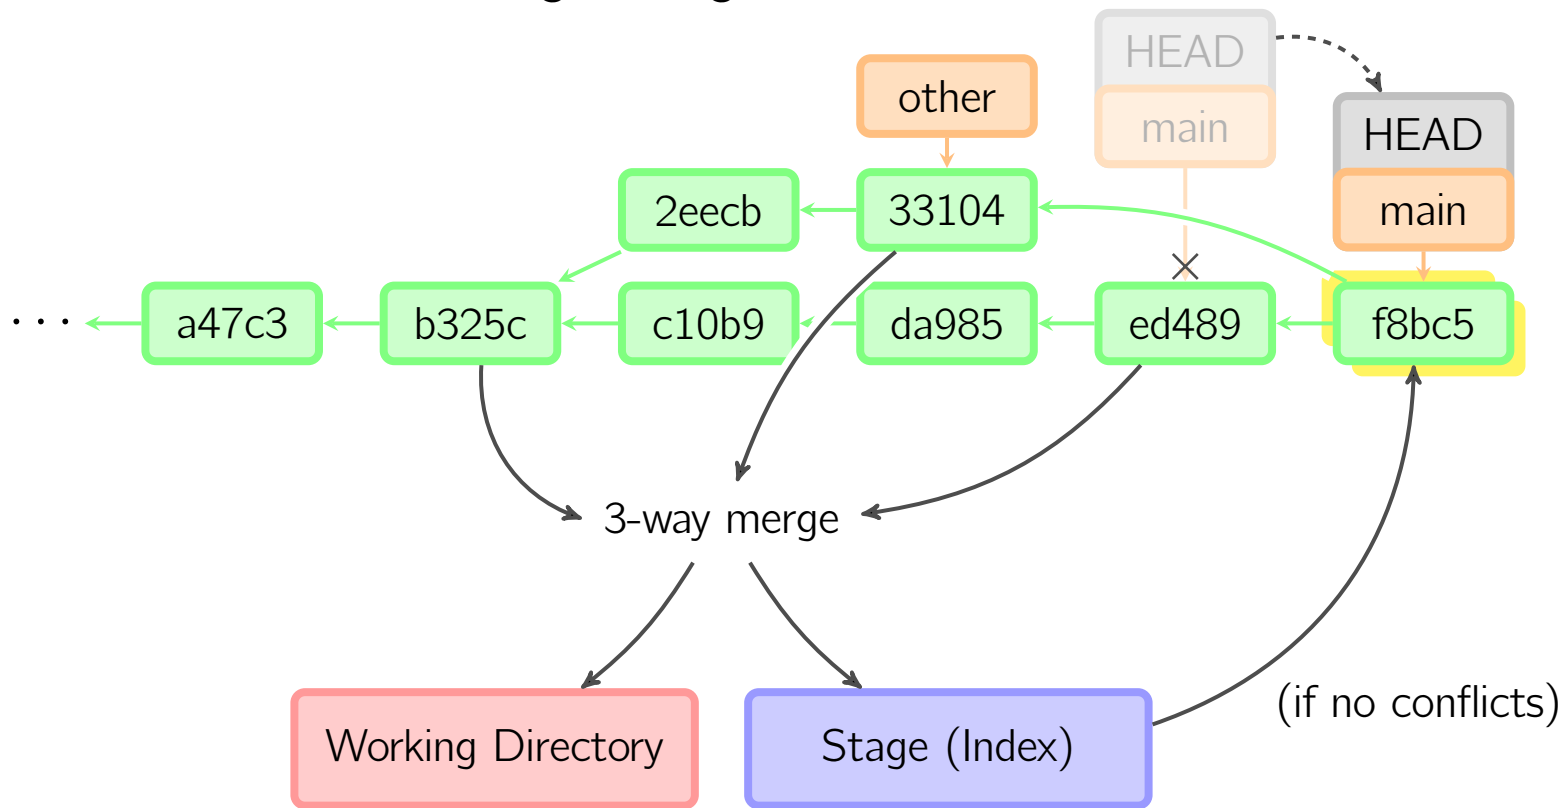 HEAD
other
main
HEAD
2eecb
33104
main
· · ·
a47c3
b325c
c10b9
da985
ed489
f8bc5
3-way merge
(if no conflicts)
Working Directory
Stage (Index)